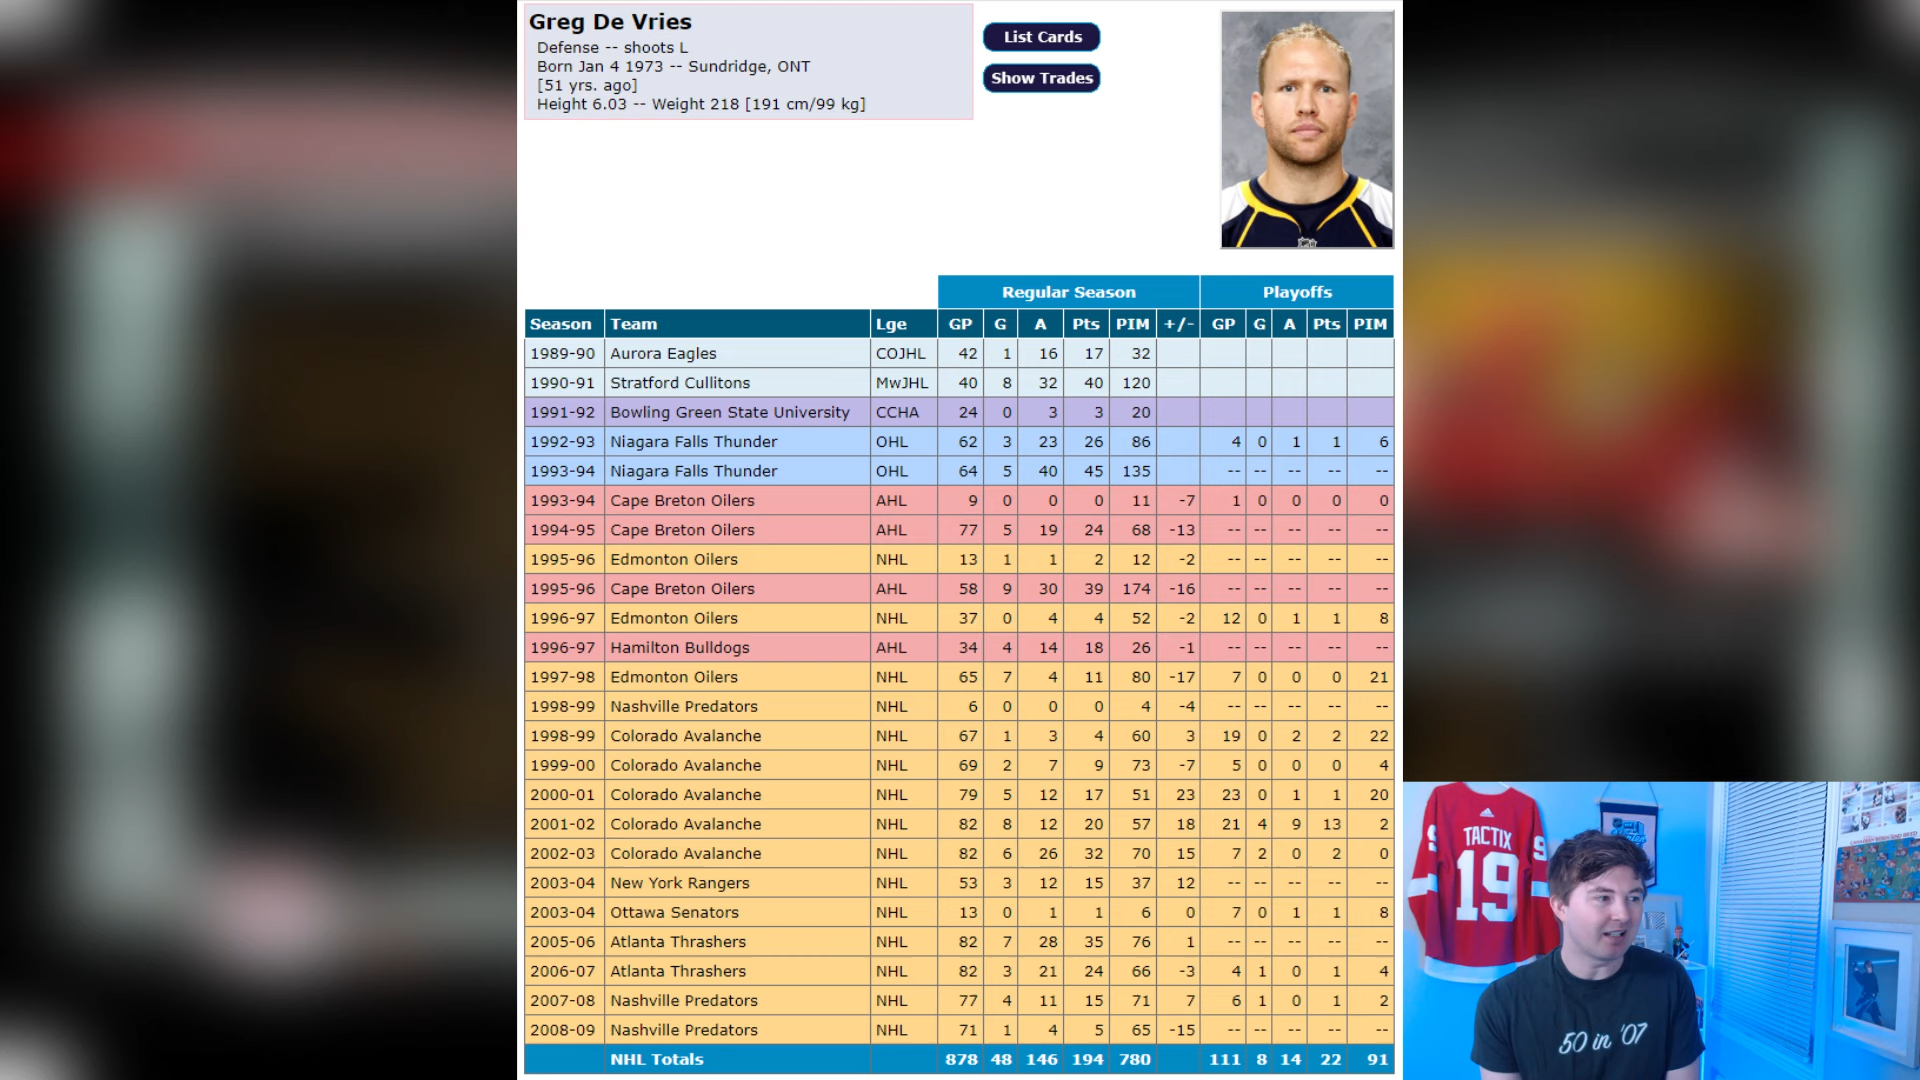 Greg De Vries
Defense -- shoots L
Born Jan 4 1973 -- Sundridge, ONT
[51 yrs. ago]
Height 6.03 -- Weight 218 [191 cm/99 kg]
List Cards
Show Trades
Regular Season Playoffs
Season Team Lge GP G A Pts PIM +/- GP G A Pts PIM
1989-90 Aurora Eagles COJHL 42 1 16 17 32
1990-91 Stratford Cullitons MwJHL 40 8 32 40 120
1991-92 Bowling Green State University CCHA 24 0 3 3 20
1992-93 Niagara Falls Thunder OHL 62 3 23 26 86 4 0 1 1 6
1993-94 Niagara Falls Thunder OHL 64 5 40 45 135 -- -- -- -- --
1993-94 Cape Breton Oilers AHL 9 0 0 0 11 -7 1 0 0 0 0
1994-95 Cape Breton Oilers AHL 77 5 19 24 68 -13 -- -- -- -- --
1995-96 Edmonton Oilers NHL 13 1 1 2 12 -2 -- -- -- -- --
1995-96 Cape Breton Oilers AHL 58 9 30 39 174 -16 -- -- -- -- --
1996-97 Edmonton Oilers NHL 37 0 4 4 52 -2 12 0 1 1 8
1996-97 Hamilton Bulldogs AHL 34 4 14 18 26 -1 -- -- -- -- --
1997-98 Edmonton Oilers NHL 65 7 4 11 80 -17 7 0 0 0 21
1998-99 Nashville Predators NHL 6 0 0 0 4 -4 -- -- -- -- --
1998-99 Colorado Avalanche NHL 67 1 3 4 60 3 19 0 2 2 22
1999-00 Colorado Avalanche NHL 69 2 7 9 73 -7 5 0 0 0 4
2000-01 Colorado Avalanche NHL 79 5 12 17 51 23 23 0 1 1 20
2001-02 Colorado Avalanche NHL 82 8 12 20 57 18 21 4 9 13 2
2002-03 Colorado Avalanche NHL 82 6 26 32 70 15 7 2 0 2 0
2003-04 New York Rangers NHL 53 3 12 15 37 12 -- -- -- -- --
2003-04 Ottawa Senators NHL 13 0 1 1 6 0 7 0 1 1 8
2005-06 Atlanta Thrashers NHL 82 7 28 35 76 1 -- -- -- -- --
2006-07 Atlanta Thrashers NHL 82 3 21 24 66 -3 4 1 0 1 4
2007-08 Nashville Predators NHL 77 4 11 15 71 7 6 1 0 1 2
2008-09 Nashville Predators NHL 71 1 4 5 65 -15 -- -- -- -- --
NHL Totals 878 48 146 194 780 111 8 14 22 91
TACTIX
19
50 in '07